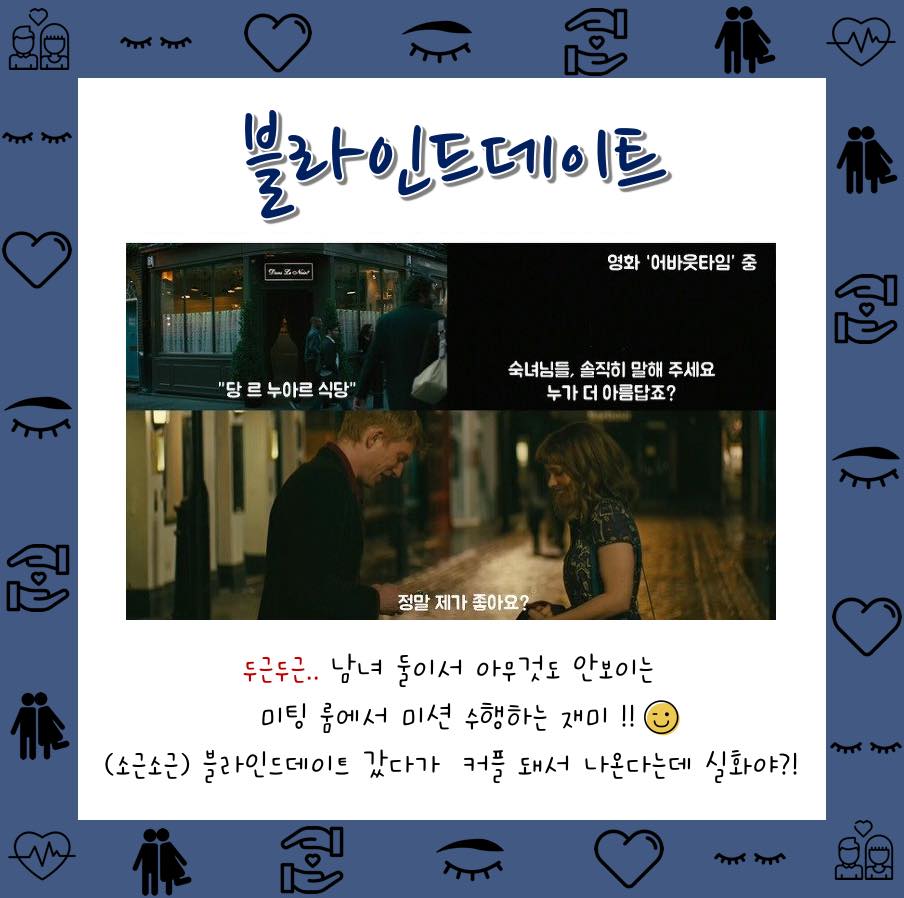 블라인드데이트
Dans Le Noir?
영화 '어바웃타임' 중
"당 르 누아르 식당"
숙녀님들, 솔직히 말해 주세요
누가 더 아름답죠?
정말 제가 좋아요?
두근두근.. 남녀 둘이서 아무것도 안보이는
미팅 룸에서 미션 수행하는 재미 !!
(소근소근) 블라인드데이트 갔다가 커플 돼서 나온다는데 실화야?!